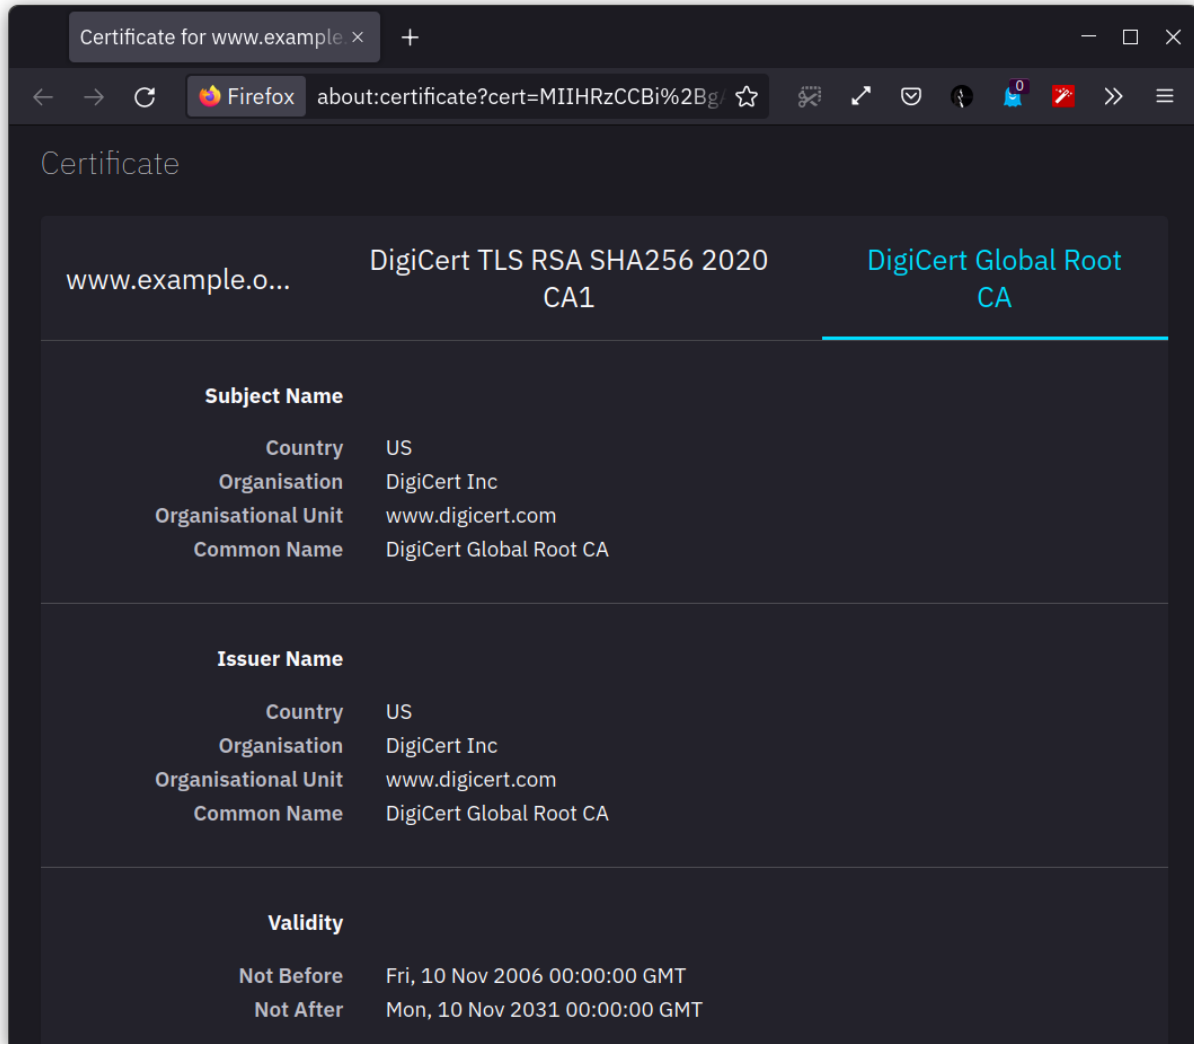 Certificate for www.example.
Firefox about:certificate?cert=MIIHRzCCBi%2Bg/
0
Certificate
www.example.o...
DigiCert TLS RSA SHA256 2020
CA1
DigiCert Global Root
CA
Subject Name
Country US
Organisation DigiCert Inc
Organisational Unit www.digicert.com
Common Name DigiCert Global Root CA
Issuer Name
Country US
Organisation DigiCert Inc
Organisational Unit www.digicert.com
Common Name DigiCert Global Root CA
Validity
Not Before Fri, 10 Nov 2006 00:00:00 GMT
Not After Mon, 10 Nov 2031 00:00:00 GMT